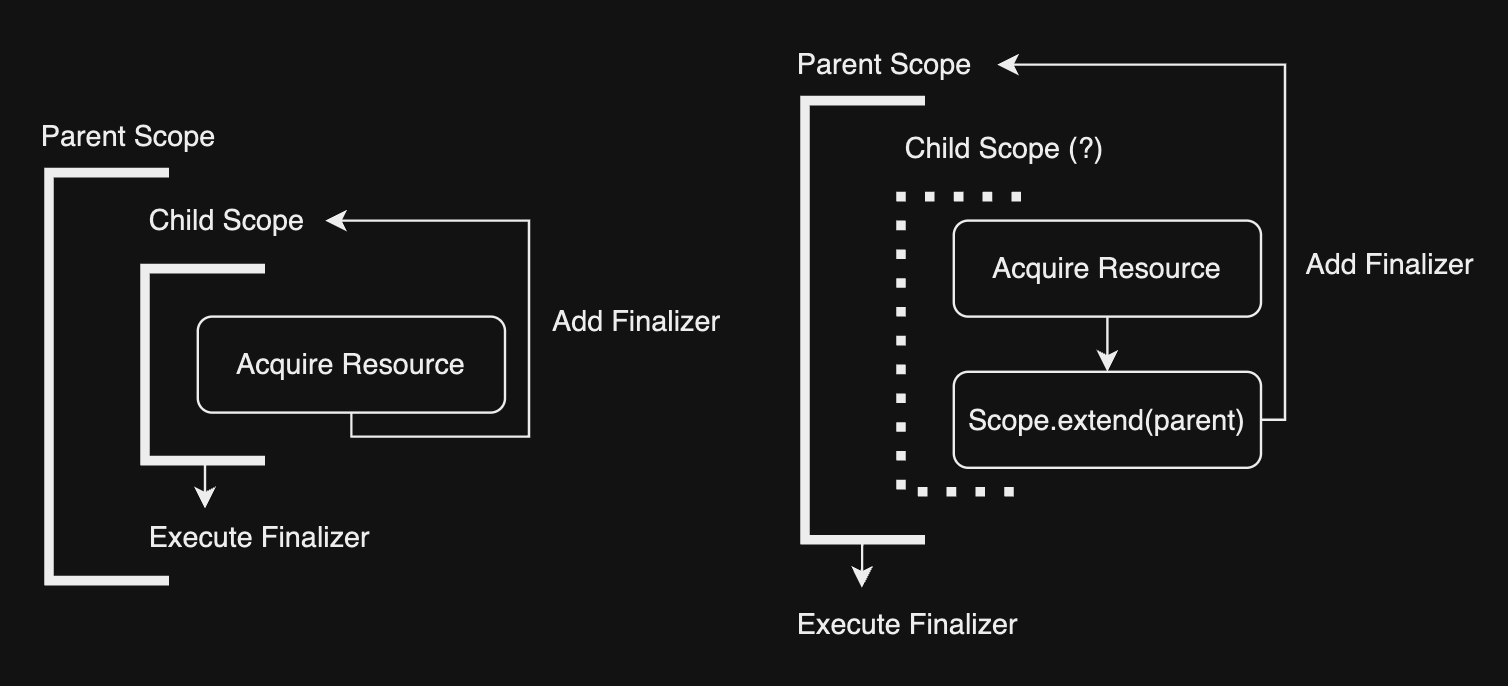 Parent Scope
Child Scope
Add Finalizer
Acquire Resource
Execute Finalizer
Parent Scope
Child Scope (?)
Acquire Resource
Add Finalizer
Scope.extend(parent)
Execute Finalizer